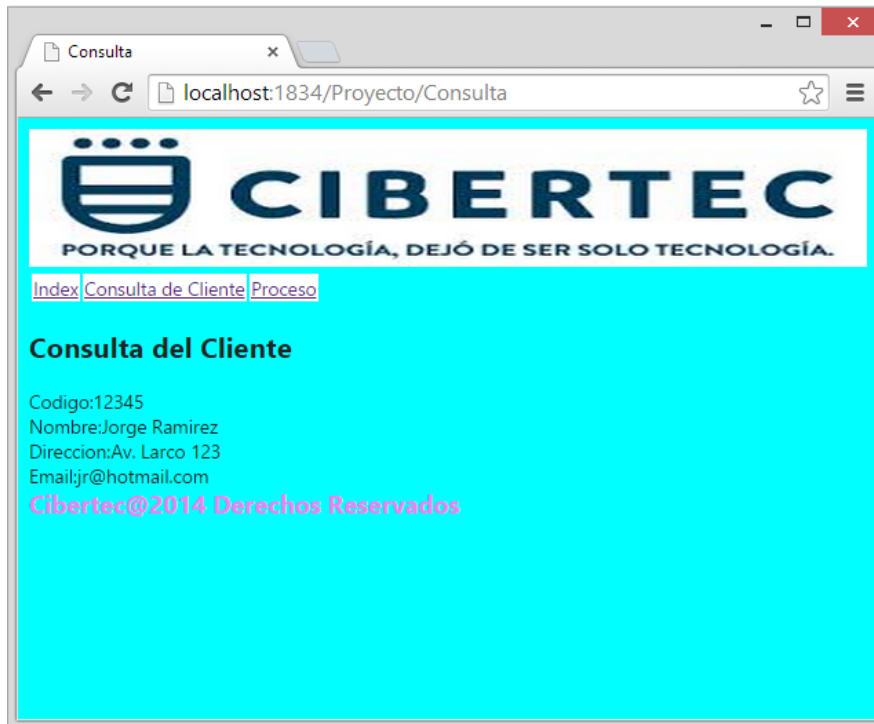 Consulta
localhost:1834/Proyecto/Consulta
CIBERTEC
PORQUE LA TECNOLOGÍA, DEJÓ DE SER SOLO TECNOLOGÍA.
Index Consulta de Cliente Proceso
Consulta del Cliente
Codigo:12345
Nombre:Jorge Ramirez
Direccion:Av. Larco 123
Email:jr@hotmail.com
Cibertec@2014 Derechos Reservados